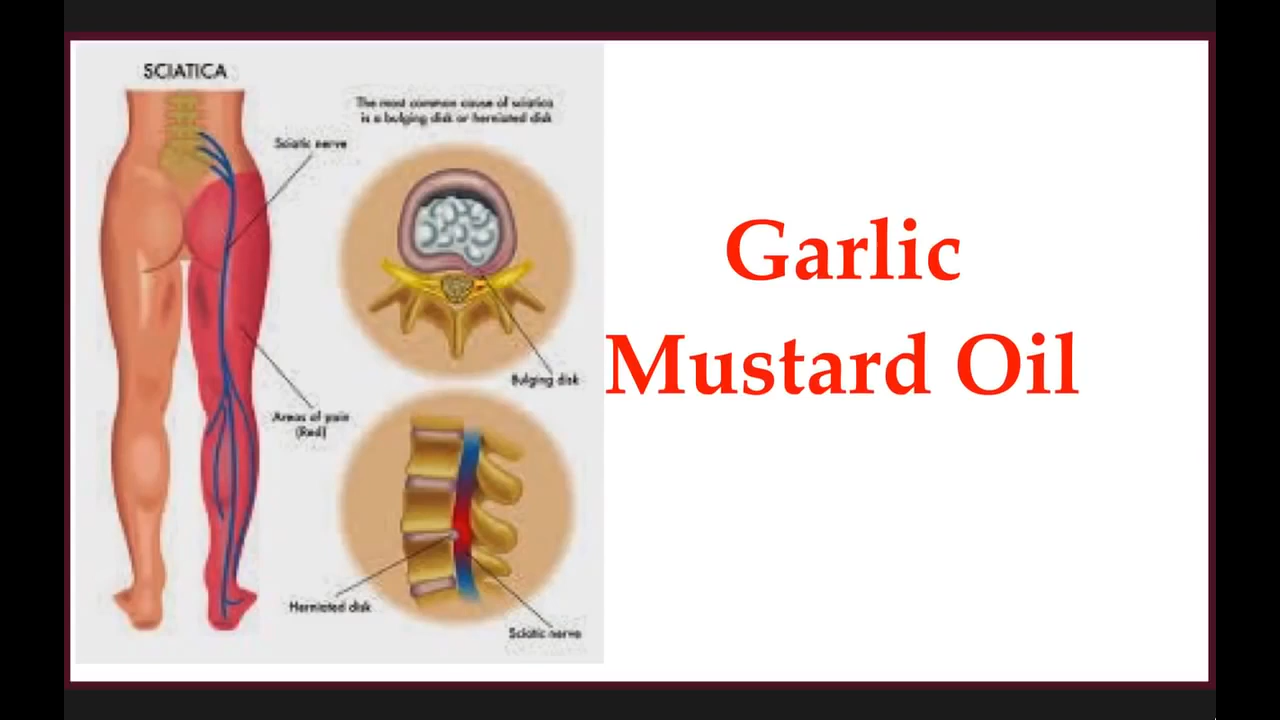 SCIATICA
The most common cause of sciatica
is a bulging disk or herniated disk
Sciatic nerve
Bulging disk
Areas of pain
(Red)
Herniated disk
Sciatic nerve
Garlic
Mustard Oil